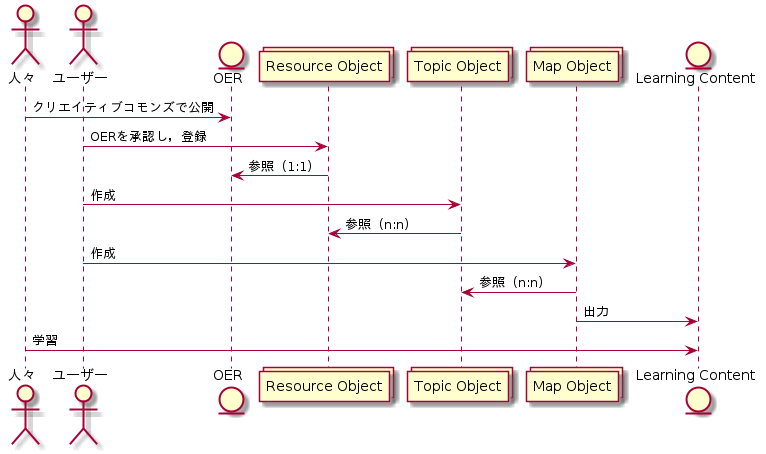 人々
ユーザー
OER
Resource Object
Topic Object
Map Object
Learning Content
クリエイティブコモンズで公開
OERを承認し，登録
参照（1:1）
作成
参照（n:n）
作成
参照（n:n）
出力
学習
人々
ユーザー
OER
Resource Object
Topic Object
Map Object
Learning Content